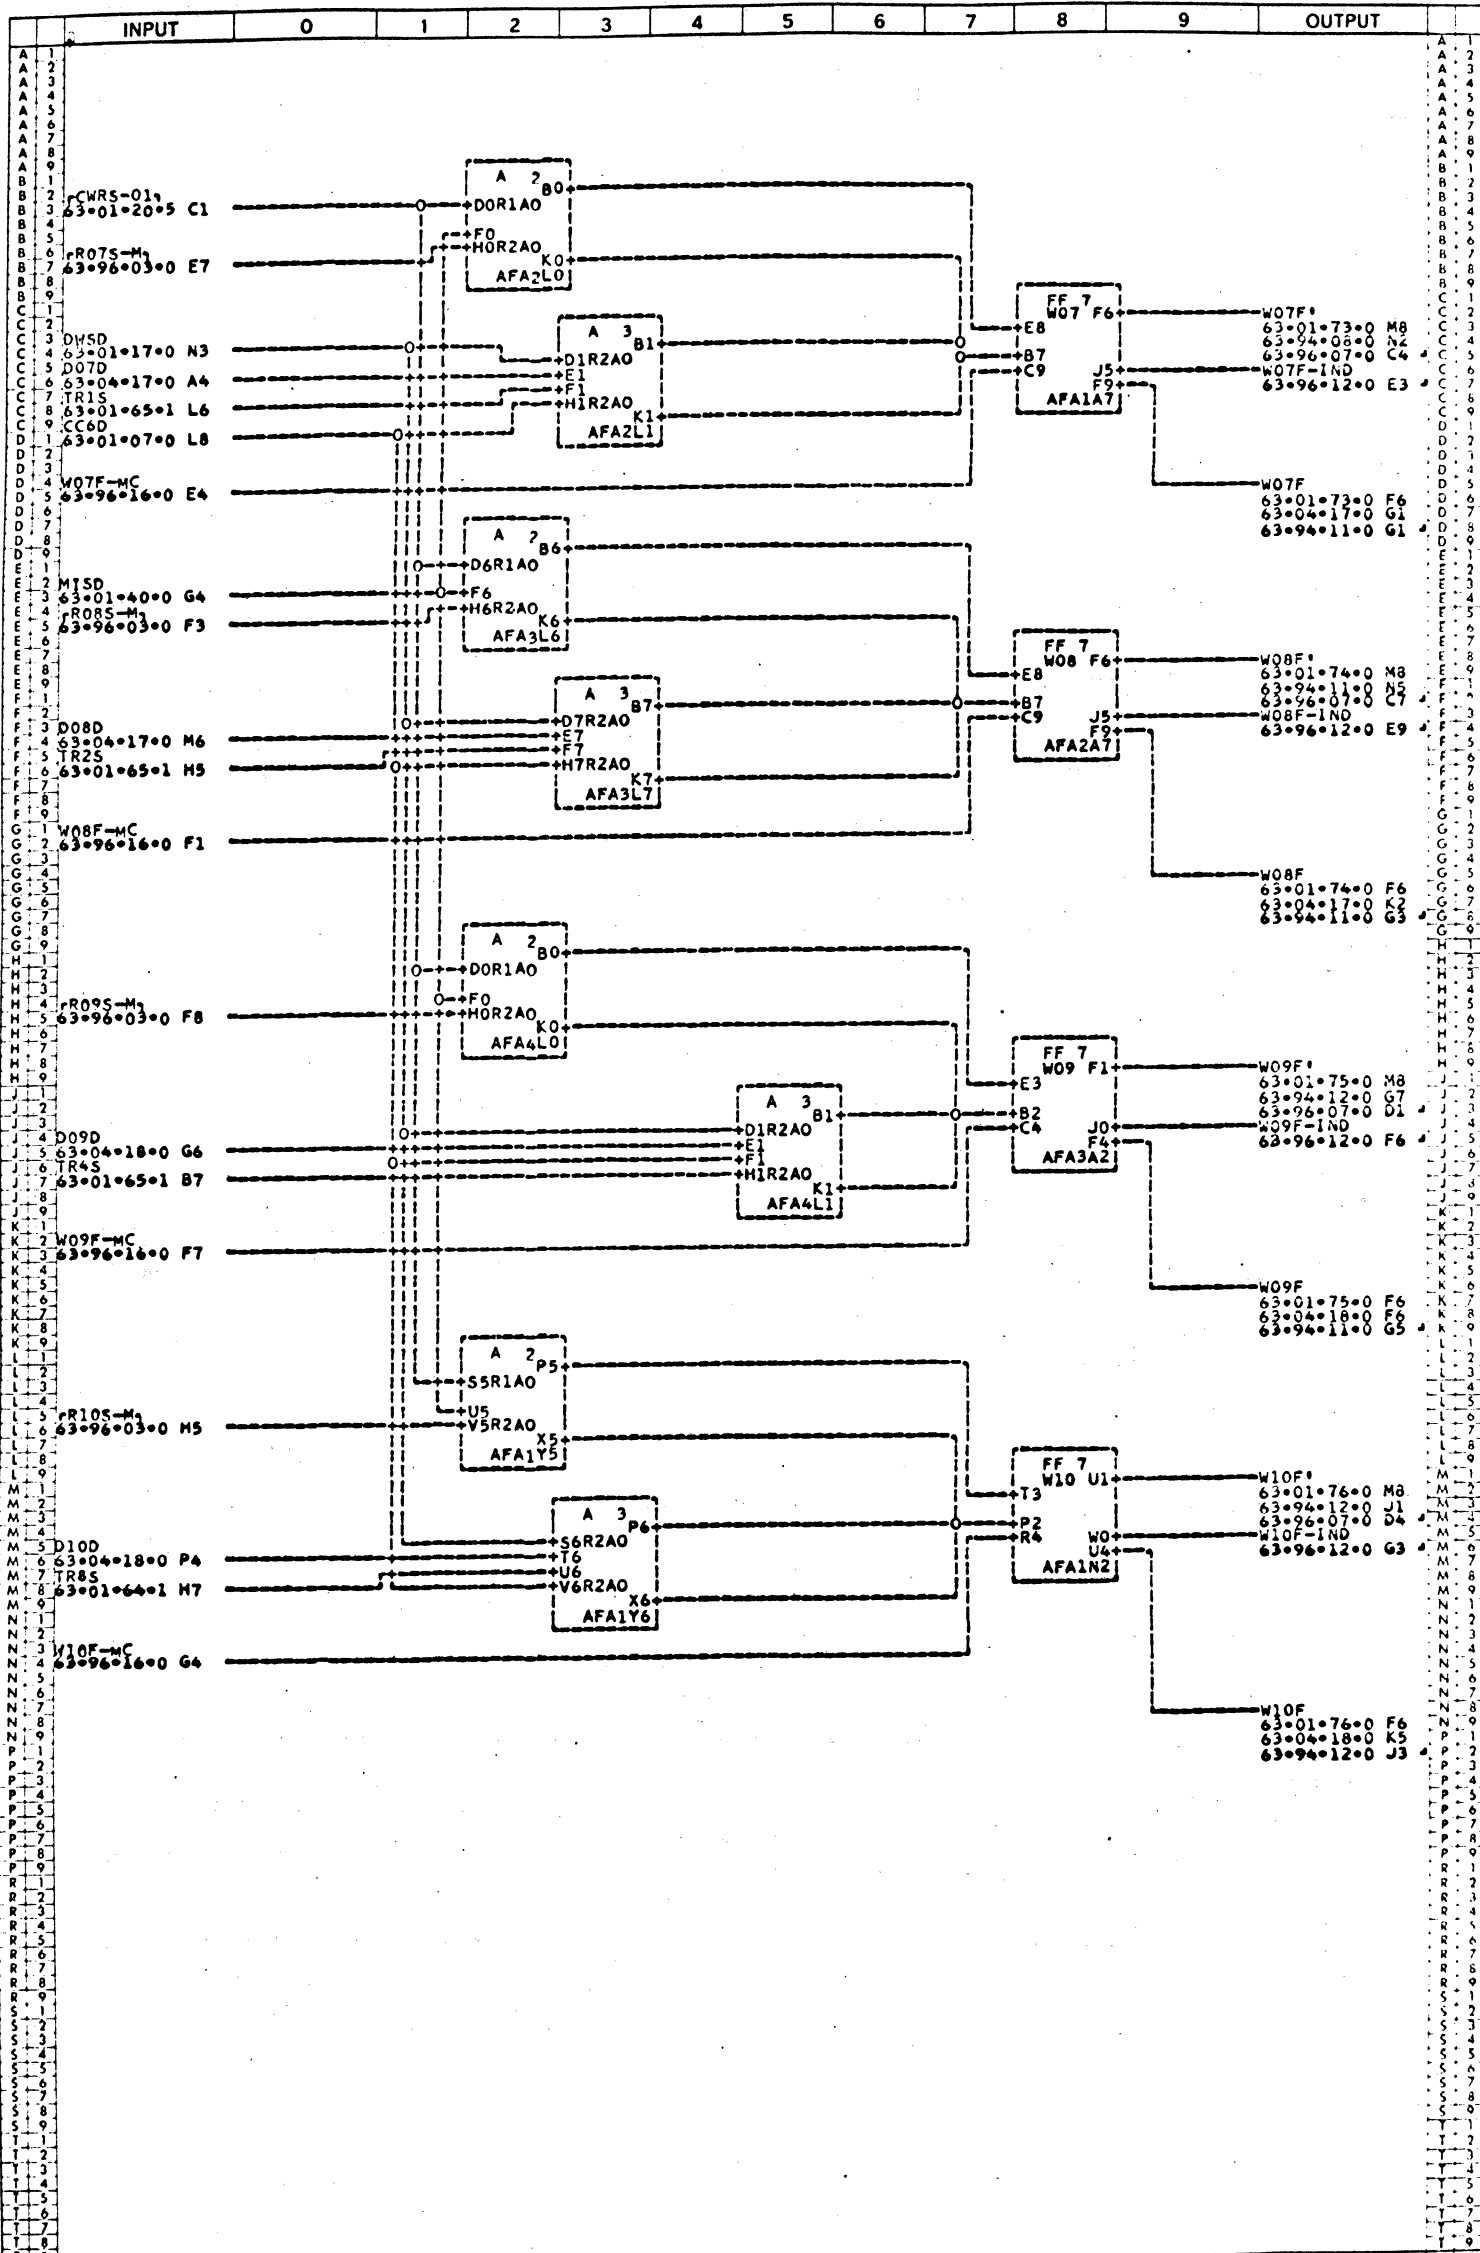 INPUT 0 1 2 3 4 5 6 7 8 9 OUTPUT
A 2
B0
CWRS-01
63•01•20•5 C1
D0R1A0
F0
H0R2A0
R07S-M
63•96•03•0 E7
K0
AFA2L0
FF 7
W07 F6
W07F'
63•01•73•0 M8
63•94•08•0 N2
63•96•07•0 C4
E8
A 3
B1
DWSD
63•01•17•0 N3
D1R2A0
B7
D07D
63•04•17•0 A4
E1
C9
J5
W07F-IND
63•96•12•0 E3
TR1S
63•01•65•1 L6
F1
H1R2A0
F9
AFA1A7
K1
CC6D
63•01•07•0 L8
AFA2L1
W07F-MC
63•96•16•0 E4
W07F
63•01•73•0 F6
63•04•17•0 G1
63•94•11•0 G1
A 2
B6
D6R1A0
MISD
63•01•40•0 G4
F6
R08S-M
63•96•03•0 F3
H6R2A0
K6
AFA3L6
FF 7
W08 F6
W08F'
63•01•74•0 M8
63•94•11•0 N5
63•96•07•0 C7
E8
A 3
B7
B7
D7R2A0
C9
J5
W08F-IND
63•96•12•0 E9
D08D
63•04•17•0 M6
E7
F7
F9
AFA2A7
TR2S
63•01•65•1 H5
H7R2A0
K7
AFA3L7
W08F-MC
63•96•16•0 F1
W08F
63•01•74•0 F6
63•04•17•0 K2
63•94•11•0 G3
A 2
B0
D0R1A0
F0
R09S-M
63•96•03•0 F8
H0R2A0
K0
AFA4L0
FF 7
W09 F1
W09F'
63•01•75•0 M8
63•94•12•0 G7
63•96•07•0 D1
E3
A 3
B1
B2
D1R2A0
C4
J0
W09F-IND
63•96•12•0 F6
D09D
63•04•18•0 G6
E1
F1
F4
AFA3A2
TR4S
63•01•65•1 B7
H1R2A0
K1
AFA4L1
W09F-MC
63•96•16•0 F7
W09F
63•01•75•0 F6
63•04•18•0 F6
63•94•11•0 G5
A 2
P5
S5R1A0
U5
R10S-M
63•96•03•0 H5
V5R2A0
X5
AFA1Y5
FF 7
W10 U1
W10F'
63•01•76•0 M8
63•94•12•0 J1
63•96•07•0 D4
T3
A 3
P6
P2
S6R2A0
R4
W0
W10F-IND
63•96•12•0 G3
D10D
63•04•18•0 P4
T6
U6
U4
AFA1N2
TR8S
63•01•64•1 H7
V6R2A0
X6
AFA1Y6
W10F-MC
63•96•16•0 G4
W10F
63•01•76•0 F6
63•04•18•0 K5
63•94•12•0 J3